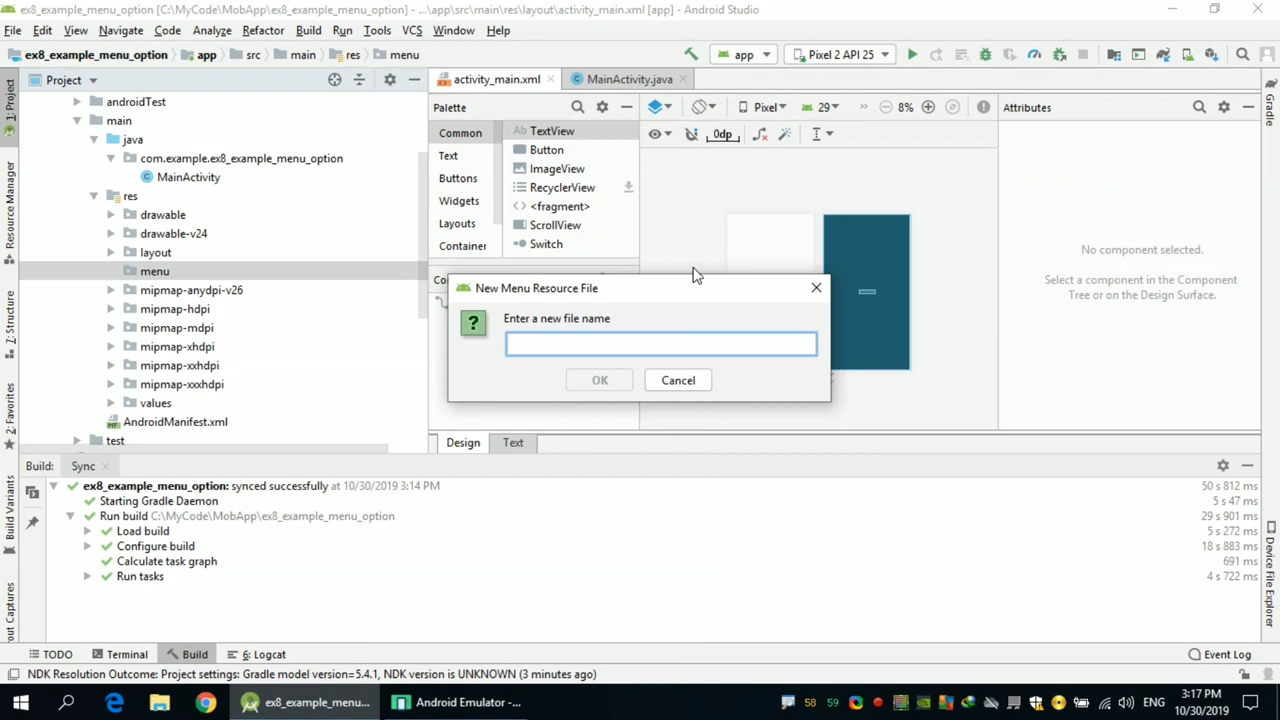 ex8_example_menu_option [C:\MyCode\MobApp\ex8_example_menu_option] - ...\app\src\main\res\layout\activity_main.xml [app] - Android Studio
File Edit View Navigate Code Analyze Refactor Build Run Tools VCS Window Help
ex8_example_menu_option app src main res menu app Pixel 2 API 25
1: Project
Resource Manager
Z: Structure
2: Favorites
Build Variants
out Captures
Project
androidTest
main
java
com.example.ex8_example_menu_option
MainActivity
res
drawable
drawable-v24
layout
menu
mipmap-anydpi-v26
mipmap-hdpi
mipmap-mdpi
mipmap-xhdpi
mipmap-xxhdpi
mipmap-xxxhdpi
values
AndroidManifest.xml
test
activity_main.xml MainActivity.java
Palette
Common
Text
Buttons
Widgets
Layouts
Container
Ab TextView
Button
ImageView
RecyclerView
<fragment>
ScrollView
Switch
Pixel 29 8%
0dp
Attributes
No component selected.
Select a component in the Component
Tree or on the Design Surface.
Gradle
Device File Explorer
Co
New Menu Resource File
?
Enter a new file name
OK Cancel
Design Text
Build: Sync
ex8_example_menu_option: synced successfully at 10/30/2019 3:14 PM 50 s 812 ms
Starting Gradle Daemon 5 s 47 ms
Run build C:\MyCode\MobApp\ex8_example_menu_option 29 s 901 ms
Load build 5 s 272 ms
Configure build 18 s 883 ms
Calculate task graph 691 ms
Run tasks 4 s 722 ms
TODO Terminal Build 6: Logcat Event Log
NDK Resolution Outcome: Project settings: Gradle model version=5.4.1, NDK version is UNKNOWN (3 minutes ago)
ex8_example_menu... Android Emulator -... 58 59 ENG 3:17 PM
10/30/2019